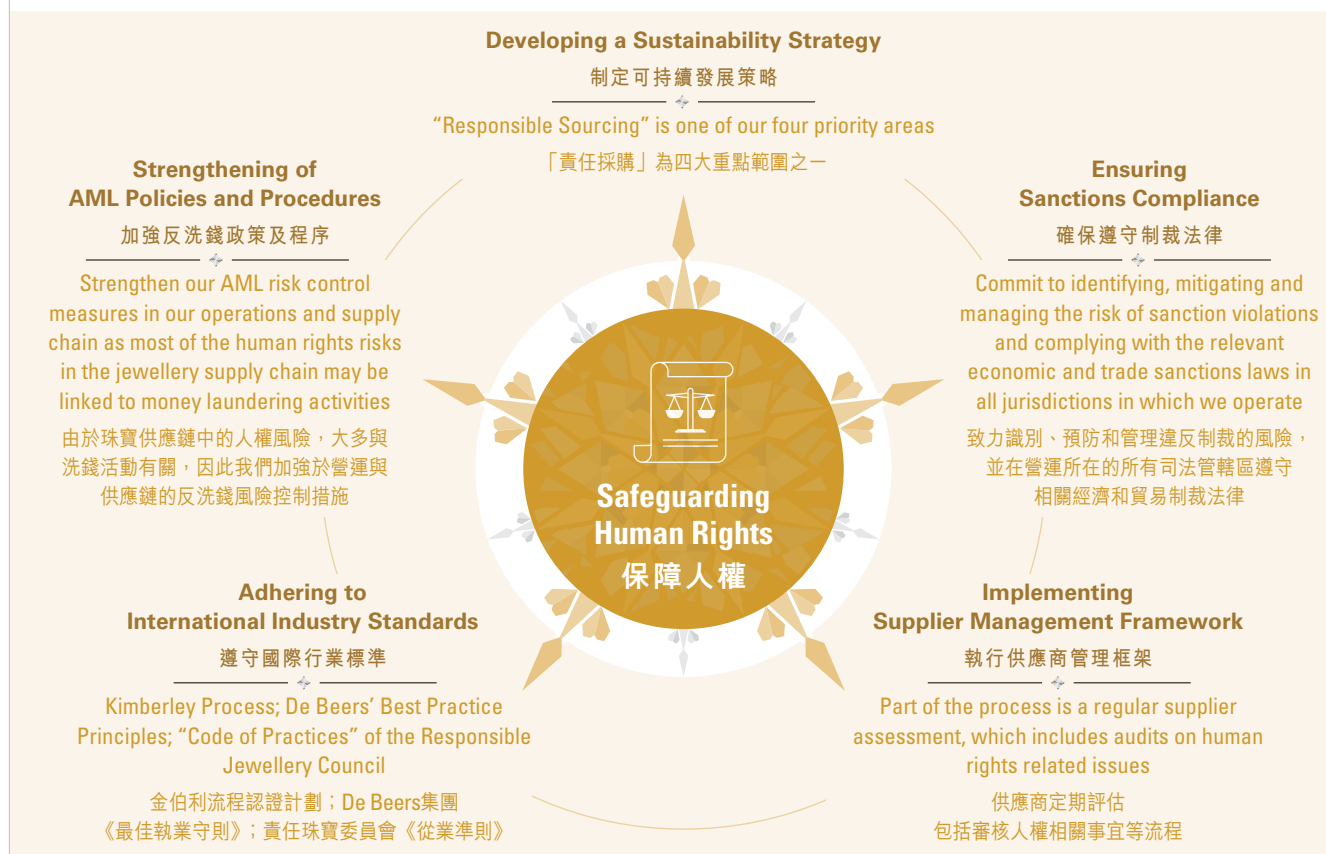 Developing a Sustainability Strategy
制定可持續發展策略
“Responsible Sourcing” is one of our four priority areas
「責任採購」為四大重點範圍之一
Strengthening of
AML Policies and Procedures
加強反洗錢政策及程序
Strengthen our AML risk control
measures in our operations and supply
chain as most of the human rights risks
in the jewellery supply chain may be
linked to money laundering activities
由於珠寶供應鏈中的人權風險，大多與
洗錢活動有關，因此我們加強於營運與
供應鏈的反洗錢風險控制措施
Ensuring
Sanctions Compliance
確保遵守制裁法律
Commit to identifying, mitigating and
managing the risk of sanction violations
and complying with the relevant
economic and trade sanctions laws in
all jurisdictions in which we operate
致力識別、預防和管理違反制裁的風險，
並在營運所在的所有司法管轄區遵守
相關經濟和貿易制裁法律
Safeguarding
Human Rights
保障人權
Adhering to
International Industry Standards
遵守國際行業標準
Kimberley Process; De Beers’ Best Practice
Principles; “Code of Practices” of the Responsible
Jewellery Council
金伯利流程認證計劃；De Beers集團
《最佳執業守則》；責任珠寶委員會《從業準則》
Implementing
Supplier Management Framework
執行供應商管理框架
Part of the process is a regular supplier
assessment, which includes audits on human
rights related issues
供應商定期評估
包括審核人權相關事宜等流程